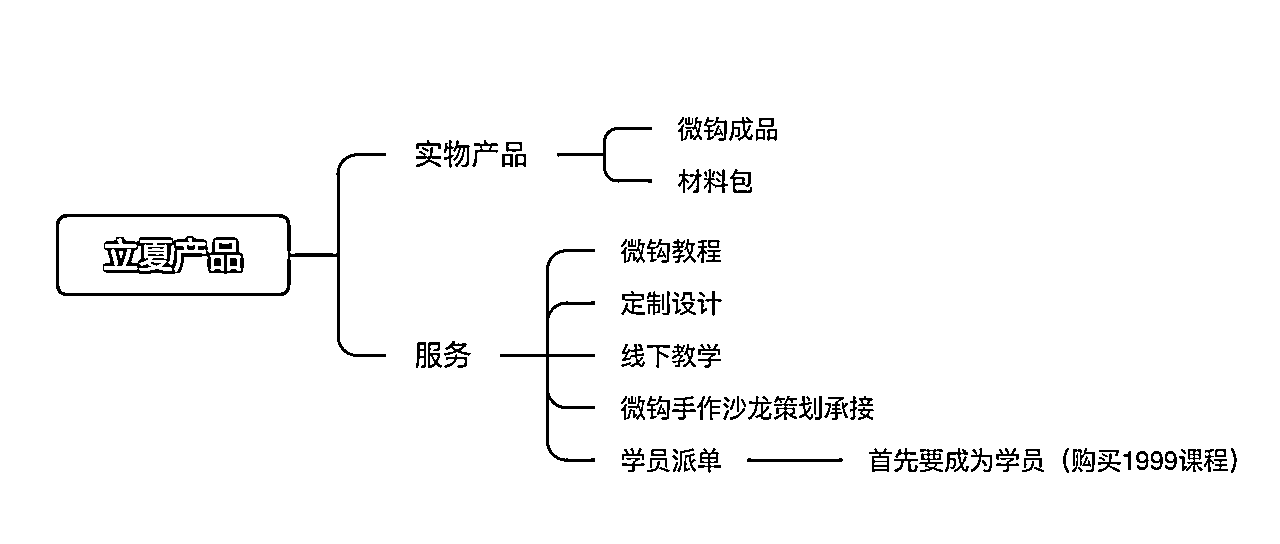 立夏产品
实物产品
微钩成品
材料包
服务
微钩教程
定制设计
线下教学
微钩手作沙龙策划承接
学员派单
首先要成为学员（购买1999课程）